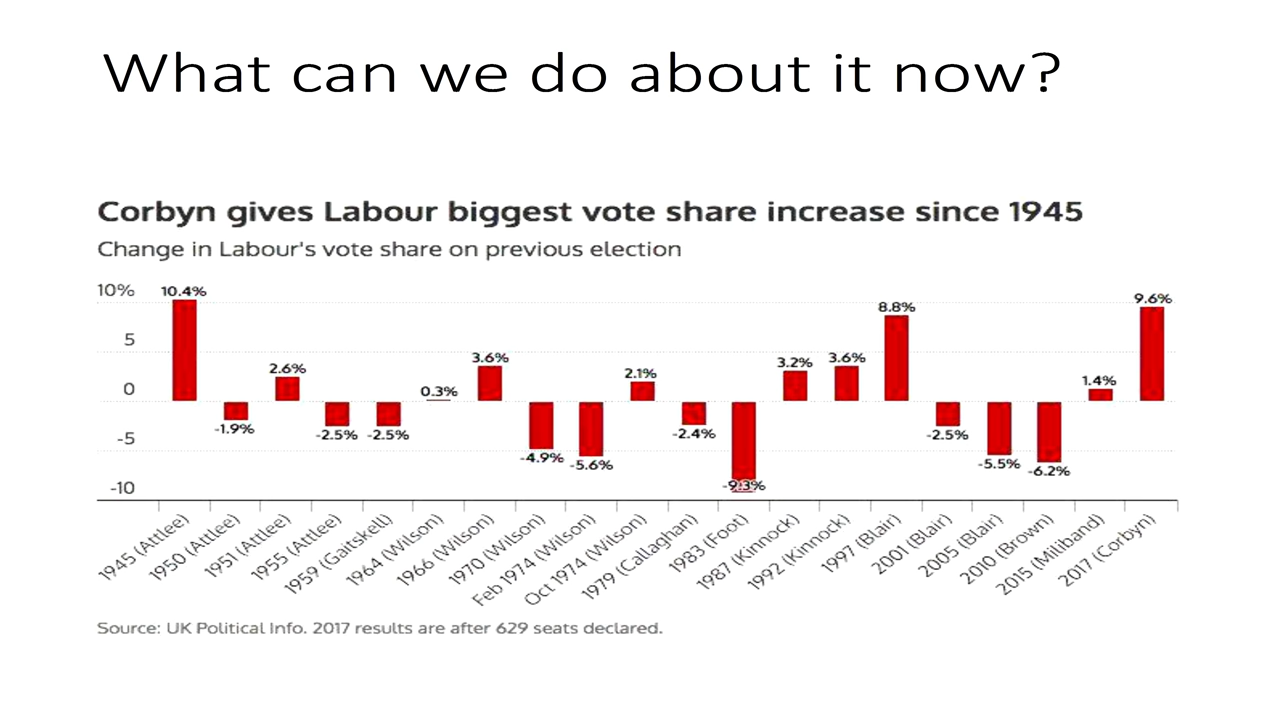 What can we do about it now?
Corbyn gives Labour biggest vote share increase since 1945
Change in Labour's vote share on previous election
10%
5
0
-5
-10
10.4%
-1.9%
2.6%
-2.5%
-2.5%
0.3%
3.6%
-4.9%
-5.6%
2.1%
-2.4%
-9.3%
3.2%
3.6%
8.8%
-2.5%
-5.5%
-6.2%
1.4%
9.6%
1945 (Attlee)
1950 (Attlee)
1951 (Attlee)
1955 (Attlee)
1959 (Gaitskell)
1964 (Wilson)
1966 (Wilson)
1970 (Wilson)
Feb 1974 (Wilson)
Oct 1974 (Wilson)
1979 (Callaghan)
1983 (Foot)
1987 (Kinnock)
1992 (Kinnock)
1997 (Blair)
2001 (Blair)
2005 (Blair)
2010 (Brown)
2015 (Miliband)
2017 (Corbyn)
Source: UK Political Info. 2017 results are after 629 seats declared.